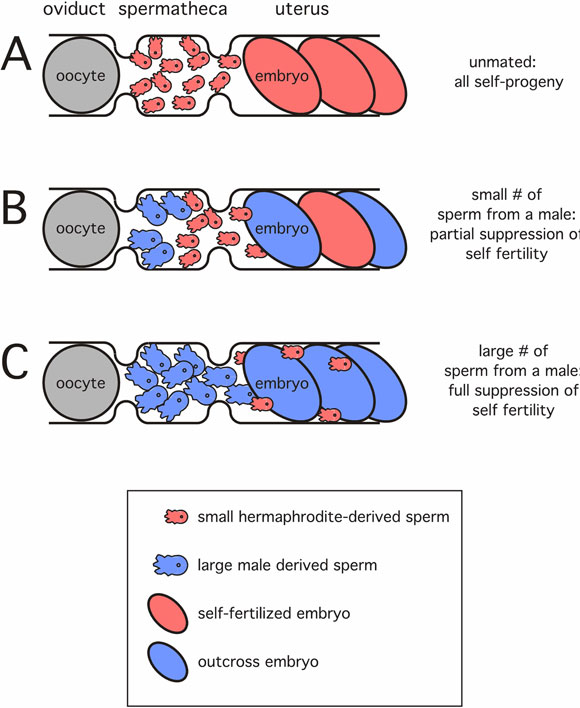 oviduct spermatheca uterus
A
oocyte
embryo
unmated:
all self-progeny
B
oocyte
embryo
small # of
sperm from a male:
partial suppression of
self fertility
C
oocyte
embryo
large # of
sperm from a male:
full suppression of
self fertility
small hermaphrodite-derived sperm
large male derived sperm
self-fertilized embryo
outcross embryo